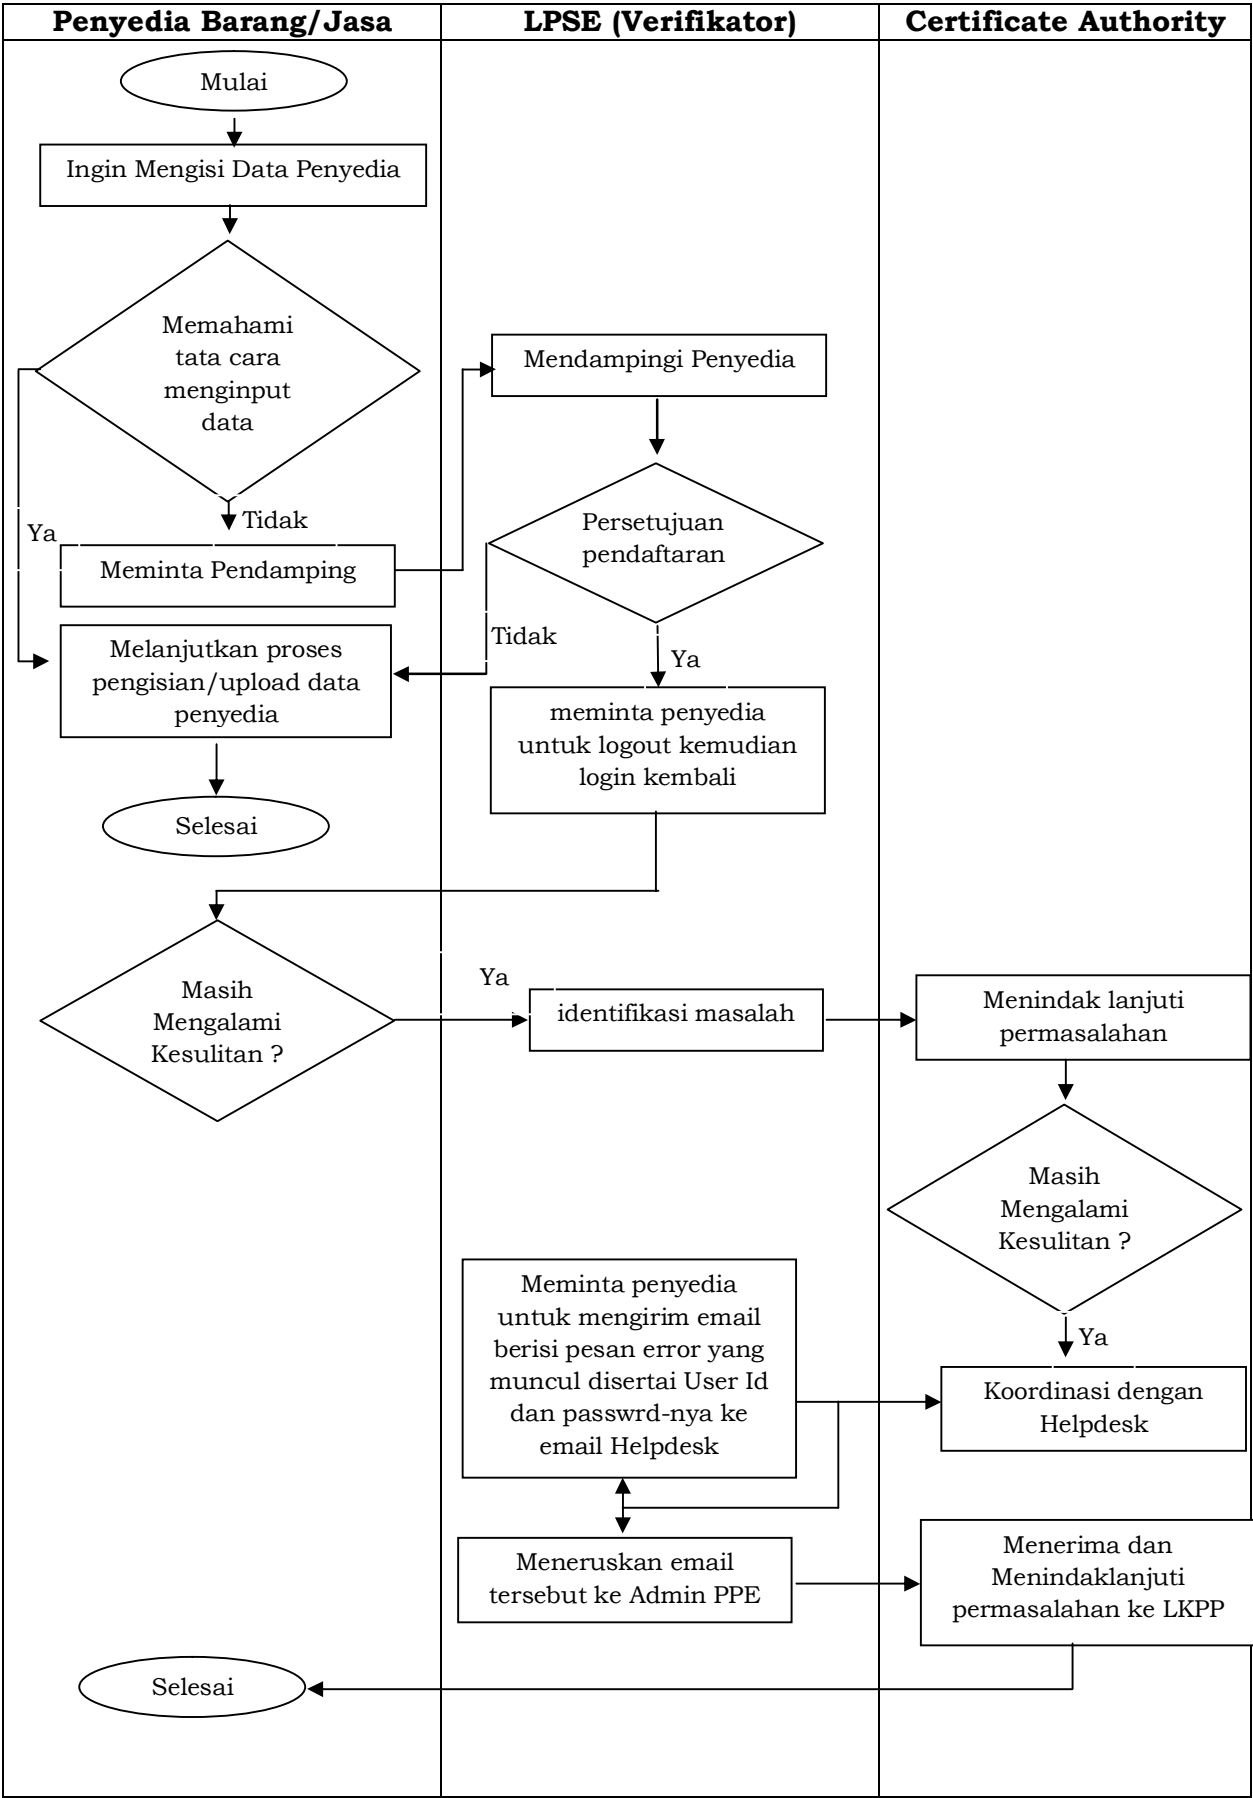 Penyedia Barang/Jasa
LPSE (Verifikator)
Certificate Authority
Mulai
Ingin Mengisi Data Penyedia
Memahami
tata cara
menginput
data
Ya
Tidak
Meminta Pendamping
Mendampingi Penyedia
Persetujuan
pendaftaran
Tidak
Ya
Melanjutkan proses
pengisian/upload data
penyedia
meminta penyedia
untuk logout kemudian
login kembali
Selesai
Masih
Mengalami
Kesulitan ?
Ya
identifikasi masalah
Menindak lanjuti
permasalahan
Masih
Mengalami
Kesulitan ?
Ya
Meminta penyedia
untuk mengirim email
berisi pesan error yang
muncul disertai User Id
dan passwrd-nya ke
email Helpdesk
Koordinasi dengan
Helpdesk
Meneruskan email
tersebut ke Admin PPE
Menerima dan
Menindaklanjuti
permasalahan ke LKPP
Selesai